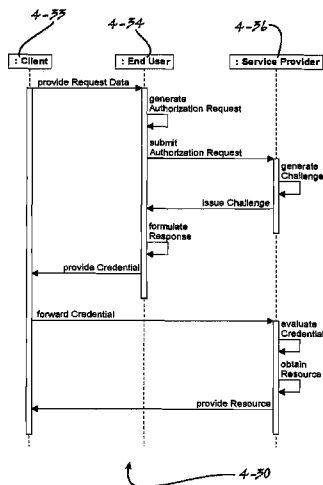 4-33
4-34
4-36
: Client
: End User
: Service Provider
provide Request Data
generate
Authorization Request
submit
Authorization Request
generate
Challenge
issue Challenge
formulate
Response
provide Credential
forward Credential
evaluate
Credential
obtain
Resource
provide Resource
4-30